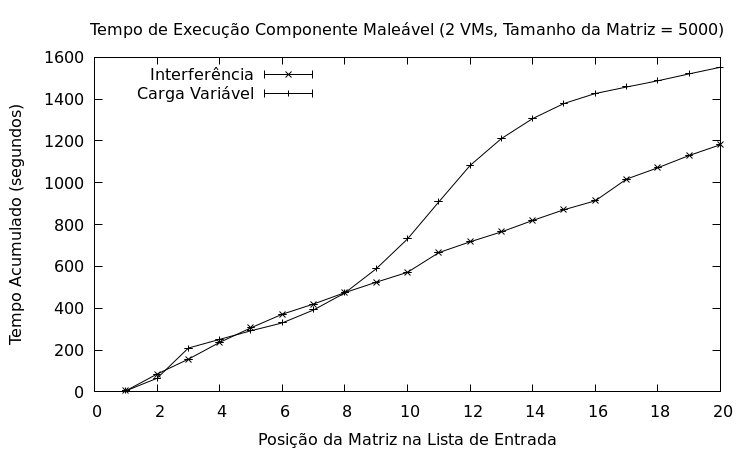 Tempo de Execução Componente Maleável (2 VMs, Tamanho da Matriz = 5000)
Interferência
Carga Variável
Tempo Acumulado (segundos)
1600
1400
1200
1000
800
600
400
200
0
0 2 4 6 8 10 12 14 16 18 20
Posição da Matriz na Lista de Entrada